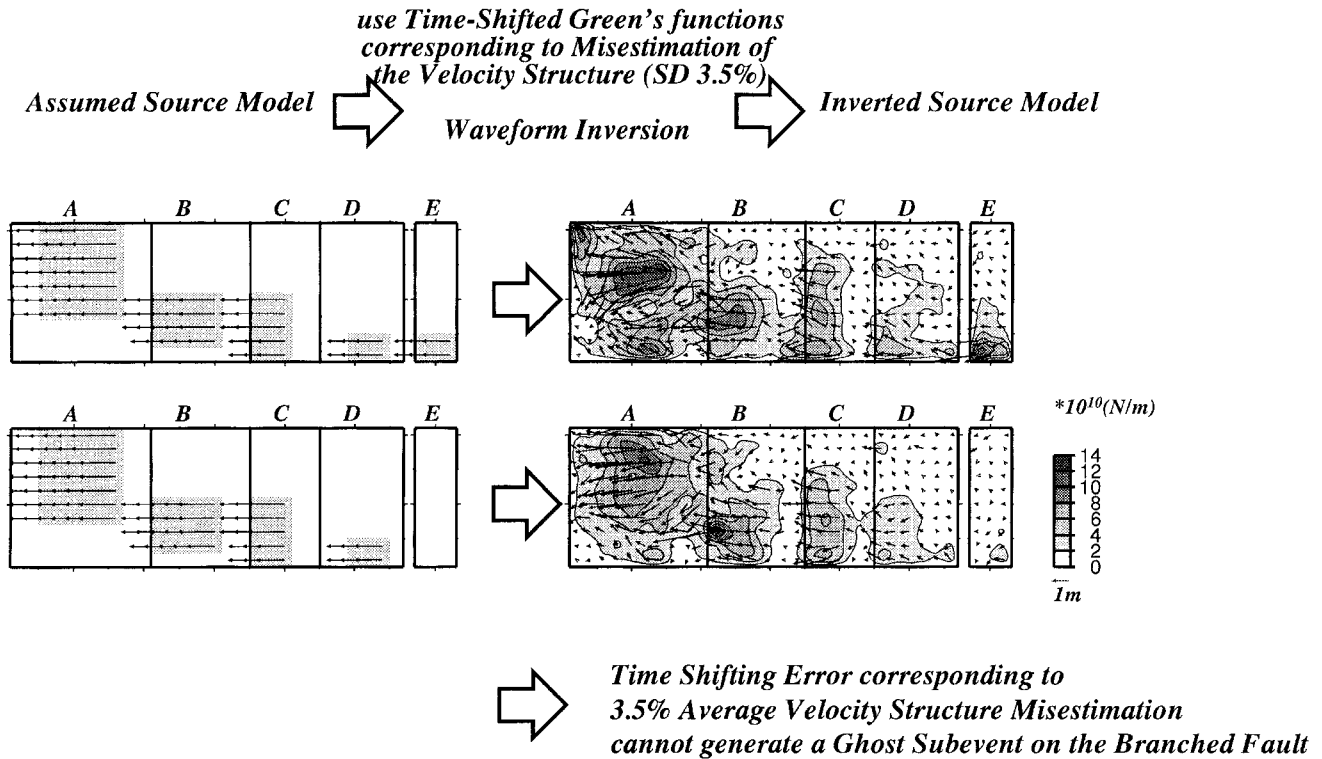 use Time-Shifted Green's functions
corresponding to Misestimation of
the Velocity Structure (SD 3.5%)
Assumed Source Model
Waveform Inversion
Inverted Source Model
A B C D E
A B C D E
A B C D E
A B C D E
*10¹⁰(N/m)
14
12
10
8
6
4
2
0
1m
Time Shifting Error corresponding to
3.5% Average Velocity Structure Misestimation
cannot generate a Ghost Subevent on the Branched Fault